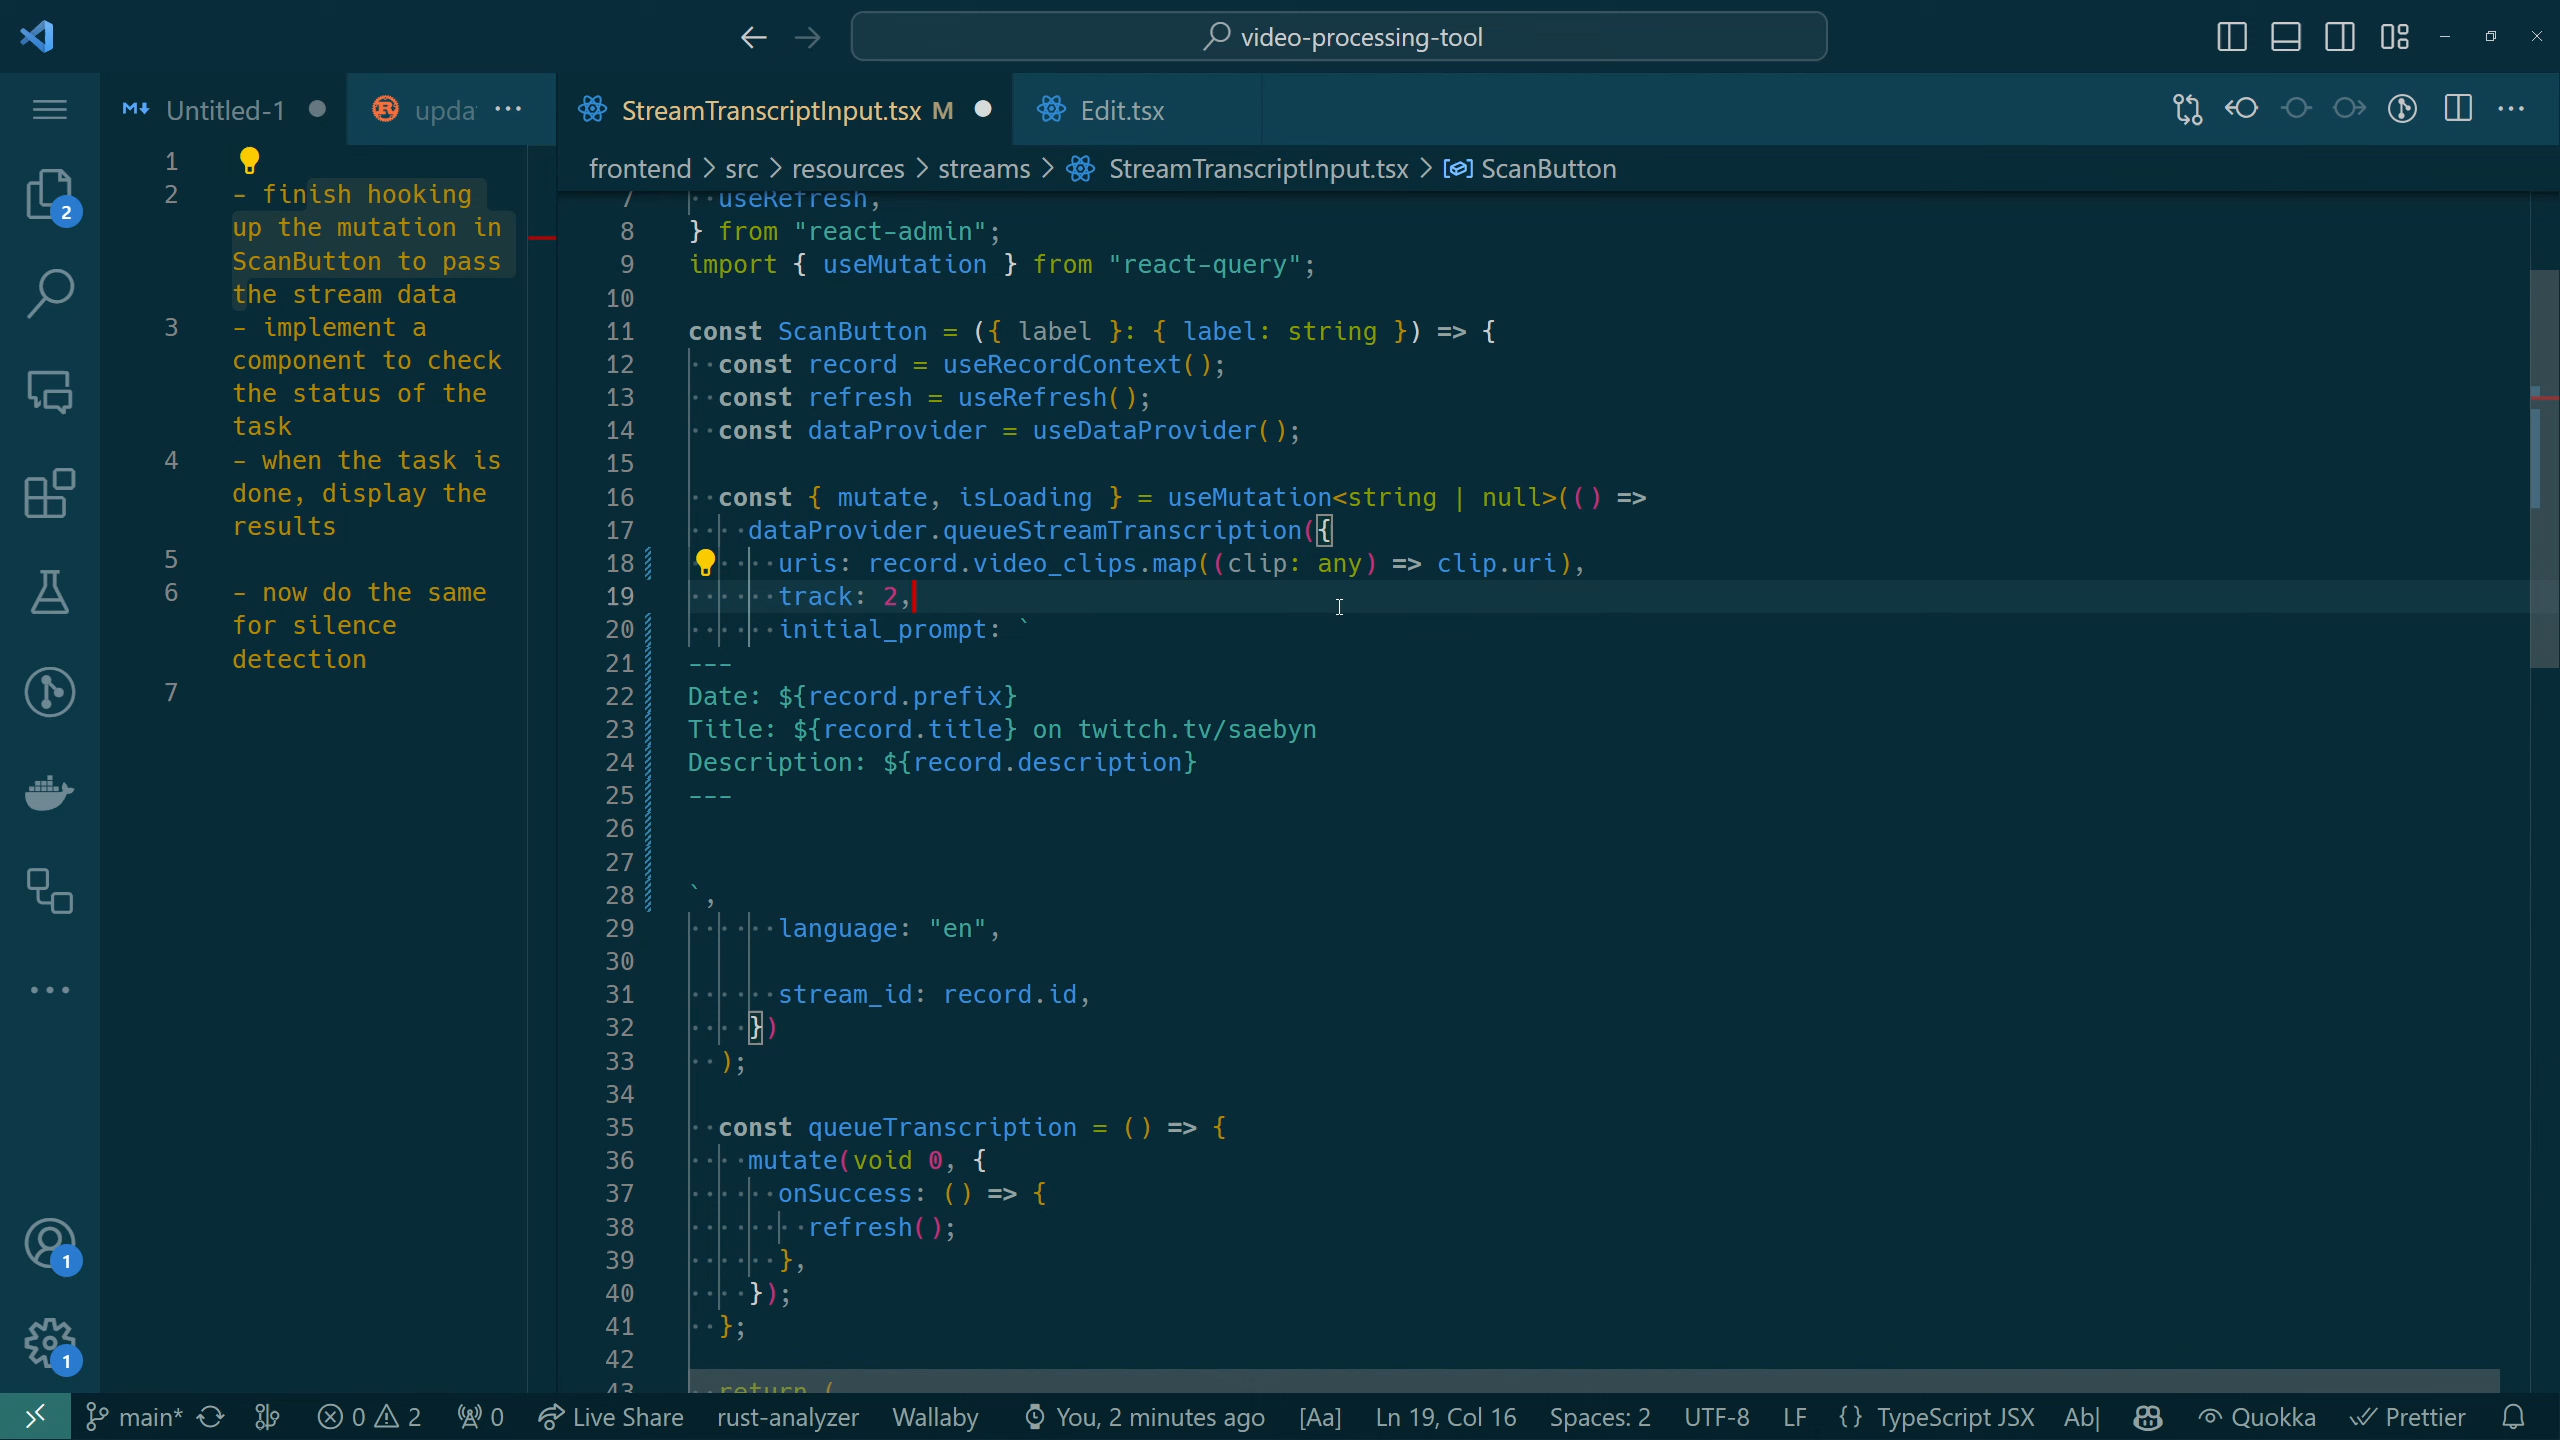 video-processing-tool
Untitled-1
upda
StreamTranscriptInput.tsx M
Edit.tsx
frontend > src > resources > streams > StreamTranscriptInput.tsx > ScanButton
1
2 - finish hooking
up the mutation in
ScanButton to pass
the stream data
3 - implement a
component to check
the status of the
task
4 - when the task is
done, display the
results
5
6 - now do the same
for silence
detection
7
7 useRefresh,
8 } from "react-admin";
9 import { useMutation } from "react-query";
10
11 const ScanButton = ({ label }: { label: string }) => {
12 const record = useRecordContext();
13 const refresh = useRefresh();
14 const dataProvider = useDataProvider();
15
16 const { mutate, isLoading } = useMutation<string | null>(() =>
17 dataProvider.queueStreamTranscription({
18 uris: record.video_clips.map((clip: any) => clip.uri),
19 track: 2,
20 initial_prompt: `
21 ---
22 Date: ${record.prefix}
23 Title: ${record.title} on twitch.tv/saebyn
24 Description: ${record.description}
25 ---
26
27
28 `,
29 language: "en",
30
31 stream_id: record.id,
32 })
33 );
34
35 const queueTranscription = () => {
36 mutate(void 0, {
37 onSuccess: () => {
38 refresh();
39 },
40 });
41 };
42
43 return (
2
1
1
main* 0 2 0 Live Share rust-analyzer Wallaby You, 2 minutes ago [Aa] Ln 19, Col 16 Spaces: 2 UTF-8 LF {} TypeScript JSX Ab| Quokka Prettier